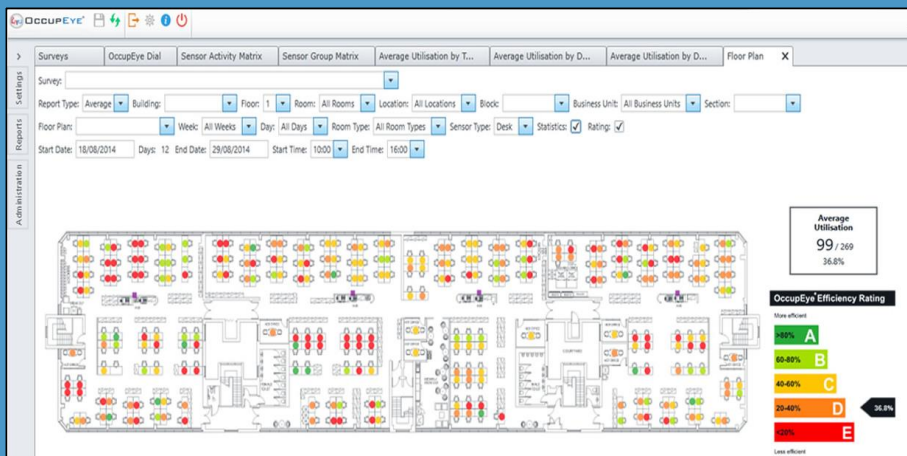 OCCUPEYE
Surveys OccupEye Dial Sensor Activity Matrix Sensor Group Matrix Average Utilisation by T... Average Utilisation by D... Average Utilisation by D... Floor Plan X
Settings
Reports
Administration
Survey:
Report Type: Average Building: Floor: 1 Room: All Rooms Location: All Locations Block: Business Unit: All Business Units Section:
Floor Plan: Week: All Weeks Day: All Days Room Type: All Room Types Sensor Type: Desk Statistics: Rating:
Start Date: 18/08/2014 Days: 12 End Date: 29/08/2014 Start Time: 10:00 End Time: 16:00
Average
Utilisation
99 / 269
36.8%
OccupEye Efficiency Rating
More efficient
>80% A
60-80% B
40-60% C
20-40% D 36.8%
<20% E
Less efficient